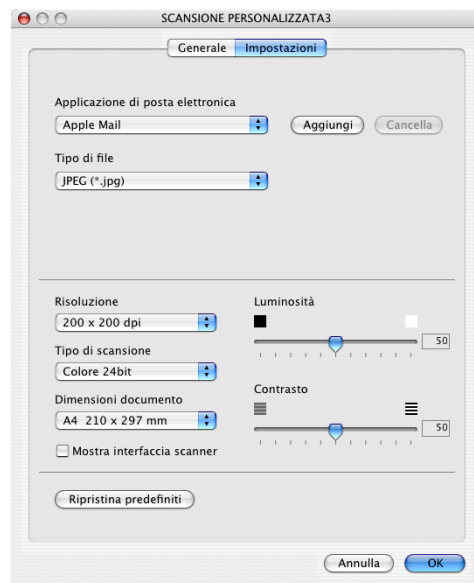 SCANSIONE PERSONALIZZATA3
Generale Impostazioni
Applicazione di posta elettronica
Apple Mail Aggiungi Cancella
Tipo di file
JPEG (*.jpg)
Risoluzione
200 x 200 dpi
Tipo di scansione
Colore 24bit
Dimensioni documento
A4 210 x 297 mm
Mostra interfaccia scanner
Luminosità
50
Contrasto
50
Ripristina predefiniti
Annulla OK